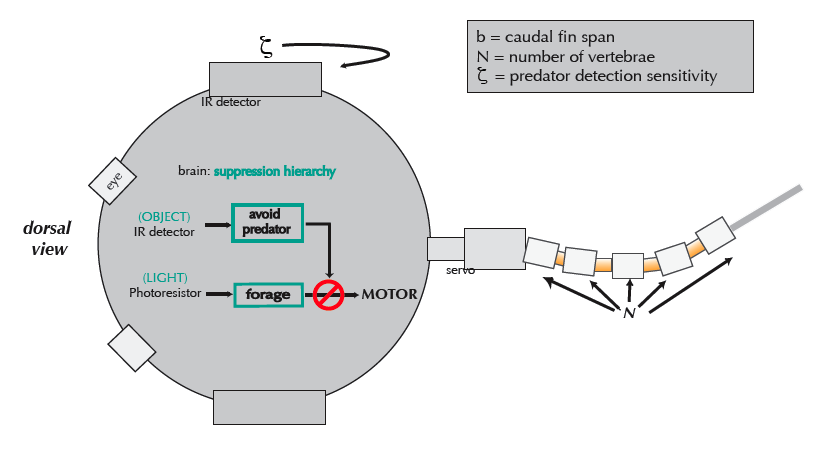 ζ
b = caudal fin span
N = number of vertebrae
ζ = predator detection sensitivity
IR detector
eye
brain: suppression hierarchy
dorsal
view
(OBJECT)
IR detector
avoid
predator
(LIGHT)
Photoresistor
forage
MOTOR
servo
N